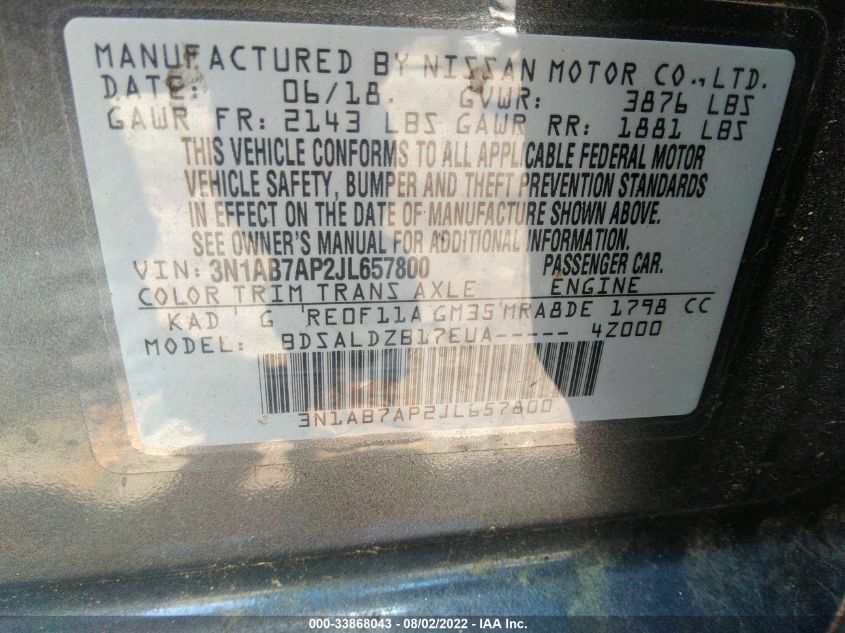 MANUFACTURED BY NISSAN MOTOR CO., LTD.
DATE: 06/18. GVWR: 3876 LBS
GAWR FR: 2143 LBS GAWR RR: 1881 LBS
THIS VEHICLE CONFORMS TO ALL APPLICABLE FEDERAL MOTOR
VEHICLE SAFETY, BUMPER AND THEFT PREVENTION STANDARDS
IN EFFECT ON THE DATE OF MANUFACTURE SHOWN ABOVE.
SEE OWNER'S MANUAL FOR ADDITIONAL INFORMATION.
VIN: 3N1AB7AP2JL657800 PASSENGER CAR.
COLOR TRIM TRANS AXLE ENGINE
KAD G RE0F11A GM35 MRA8DE 1798 CC
MODEL: BDSALDZB17EUA----- 4Z000
3N1AB7AP2JL657800
000-33868043 - 08/02/2022 - IAA Inc.